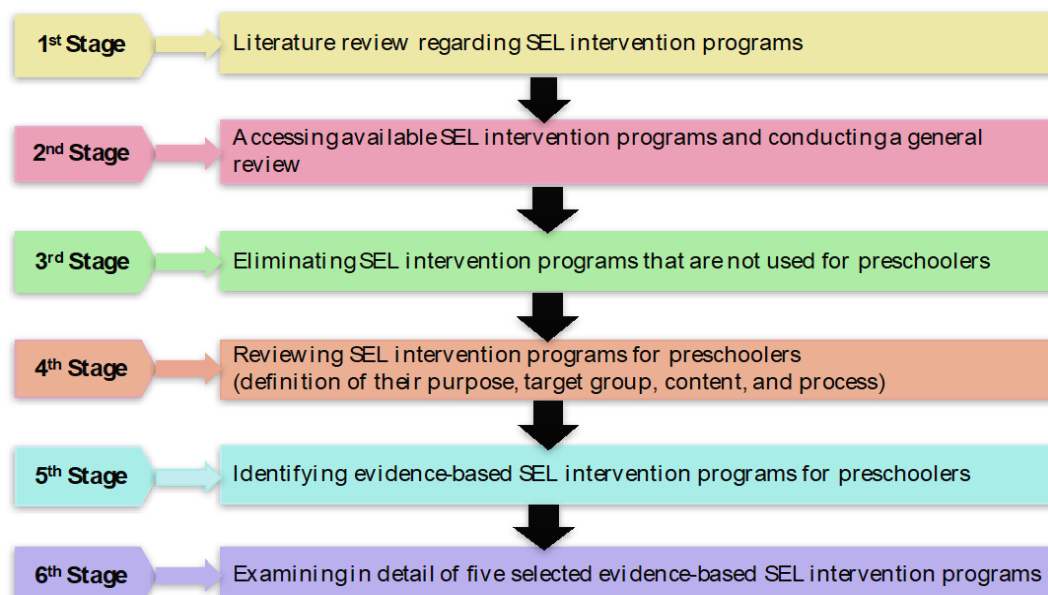 1st Stage
Literature review regarding SEL intervention programs
2nd Stage
Accessing available SEL intervention programs and conducting a general
review
3rd Stage
Eliminating SEL intervention programs that are not used for preschoolers
4th Stage
Reviewing SEL intervention programs for preschoolers
(definition of their purpose, target group, content, and process)
5th Stage
Identifying evidence-based SEL intervention programs for preschoolers
6th Stage
Examining in detail of five selected evidence-based SEL intervention programs